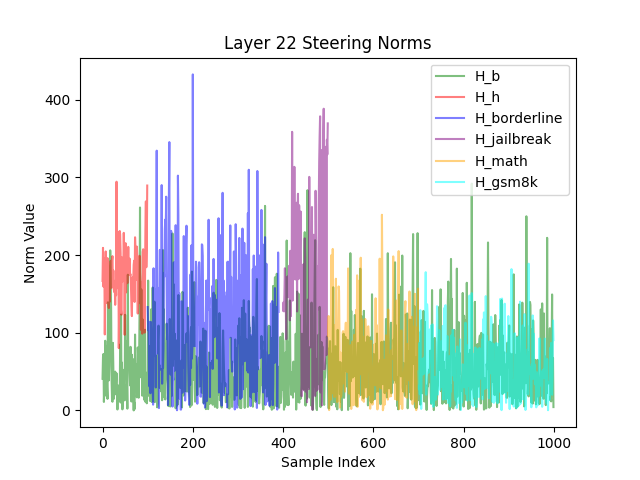 Layer 22 Steering Norms
H_b
H_h
H_borderline
H_jailbreak
H_math
H_gsm8k
Norm Value
400
300
200
100
0
0
200
400
600
800
1000
Sample Index